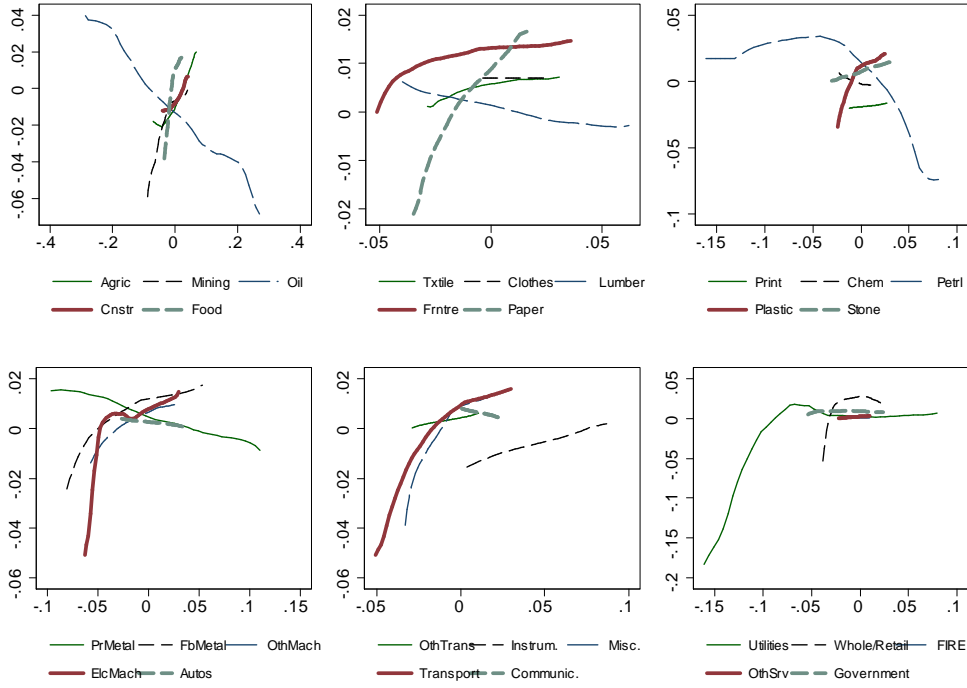 .04
.02
0
-.02
-.04
-.06
-.4 -.2 0 .2 .4
Agric Mining Oil
Cnstr Food
.02
.01
0
-.01
-.02
-.05 0 .05
Txtile Clothes Lumber
Frntre Paper
.05
0
-.05
-.1
-.15 -.1 -.05 0 .05 .1
Print Chem Petrl
Plastic Stone
.02
0
-.02
-.04
-.06
-.1 -.05 0 .05 .1 .15
PrMetal FbMetal OthMach
ElcMach Autos
.02
0
-.02
-.04
-.06
-.05 0 .05 .1
OthTrans Instrum. Misc.
Transport Communic.
.05
0
-.05
-.1
-.15
-.2
-.15 -.1 -.05 0 .05 .1
Utilities Whole/Retail FIRE
OthSrv Government